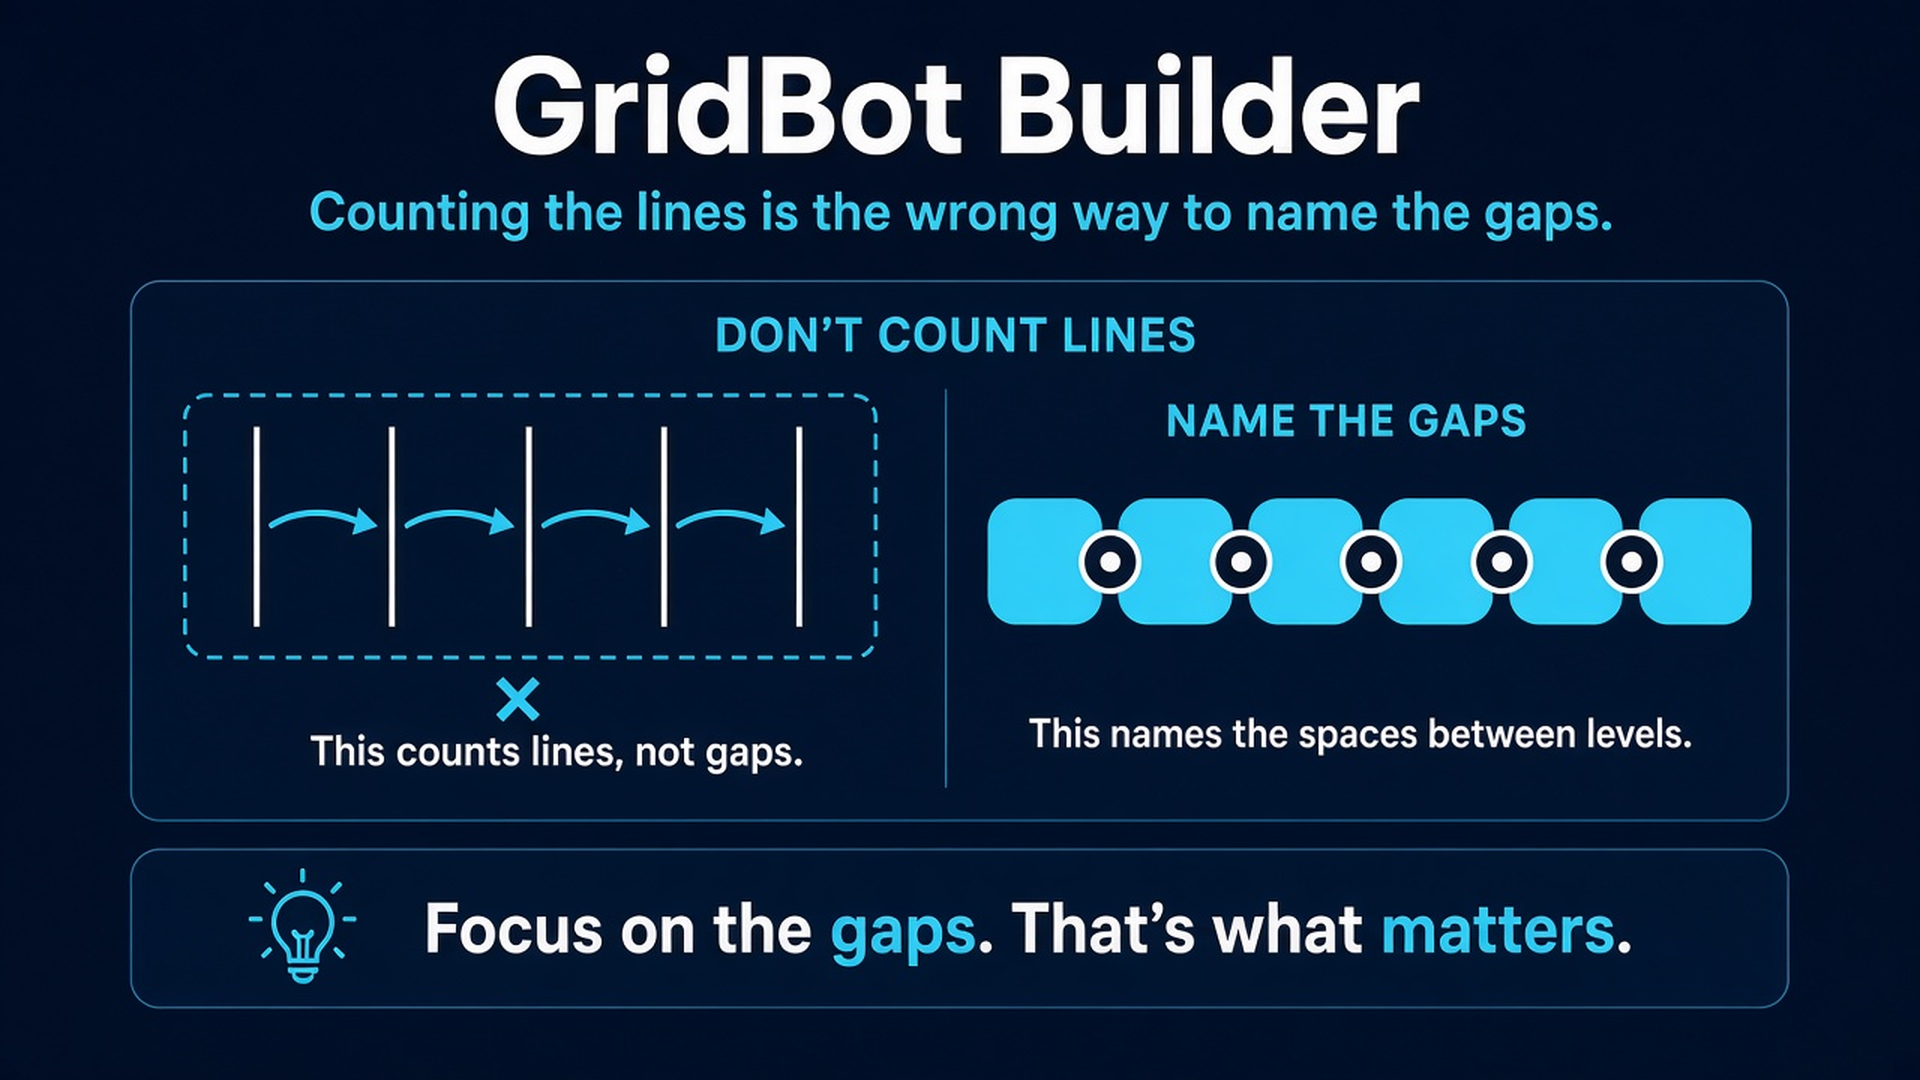 GridBot Builder
Counting the lines is the wrong way to name the gaps.
DON’T COUNT LINES
This counts lines, not gaps.
NAME THE GAPS
This names the spaces between levels.
Focus on the gaps. That’s what matters.